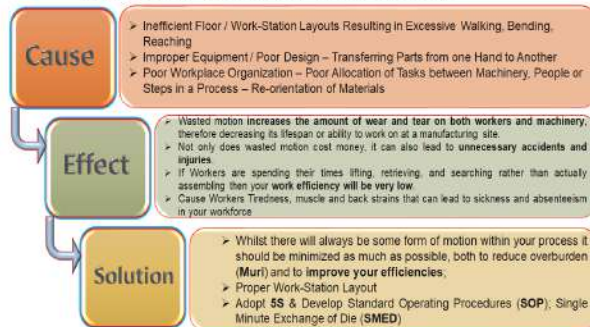 Cause
➢ Inefficient Floor / Work-Station Layouts Resulting in Excessive Walking, Bending,
Reaching
➢ Improper Equipment / Poor Design – Transferring Parts from one Hand to Another
➢ Poor Workplace Organization – Poor Allocation of Tasks between Machinery, People or
Steps in a Process – Re-orientation of Materials
Effect
➢ Wasted motion increases the amount of wear and tear on both workers and machinery,
therefore decreasing its lifespan or ability to work on at a manufacturing site.
➢ Not only does wasted motion cost money, it can also lead to unnecessary accidents and
injuries.
➢ If Workers are spending their times lifting, retrieving, and searching rather than actually
assembling then your work efficiency will be very low.
➢ Cause Workers Tiredness, muscle and back strains that can lead to sickness and absenteeism
in your workforce
Solution
➢ Whilst there will always be some form of motion within your process it
should be minimized as much as possible, both to reduce overburden
(Muri) and to improve your efficiencies;
➢ Proper Work-Station Layout
➢ Adopt 5S & Develop Standard Operating Procedures (SOP); Single
Minute Exchange of Die (SMED)